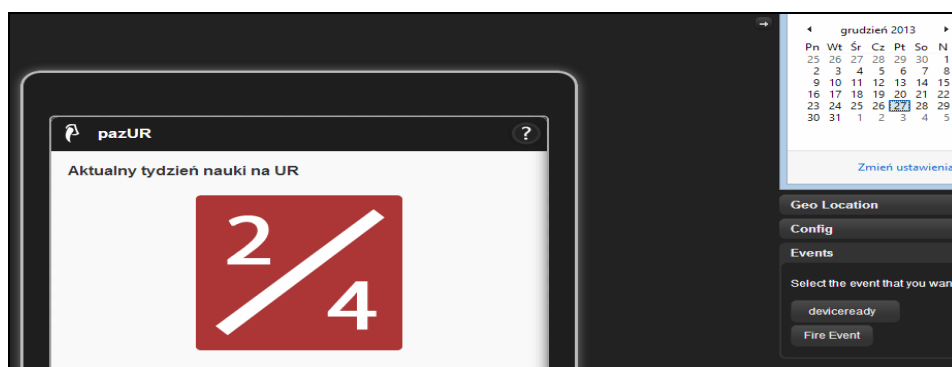 pazUR
?
Aktualny tydzień nauki na UR
2/4
grudzień 2013
Pn Wt Śr Cz Pt So N
25 26 27 28 29 30 1
2 3 4 5 6 7 8
9 10 11 12 13 14 15
16 17 18 19 20 21 22
23 24 25 26 27 28 29
30 31 1 2 3 4 5
Zmień ustawienia
Geo Location
Config
Events
Select the event that you wan
deviceready
Fire Event